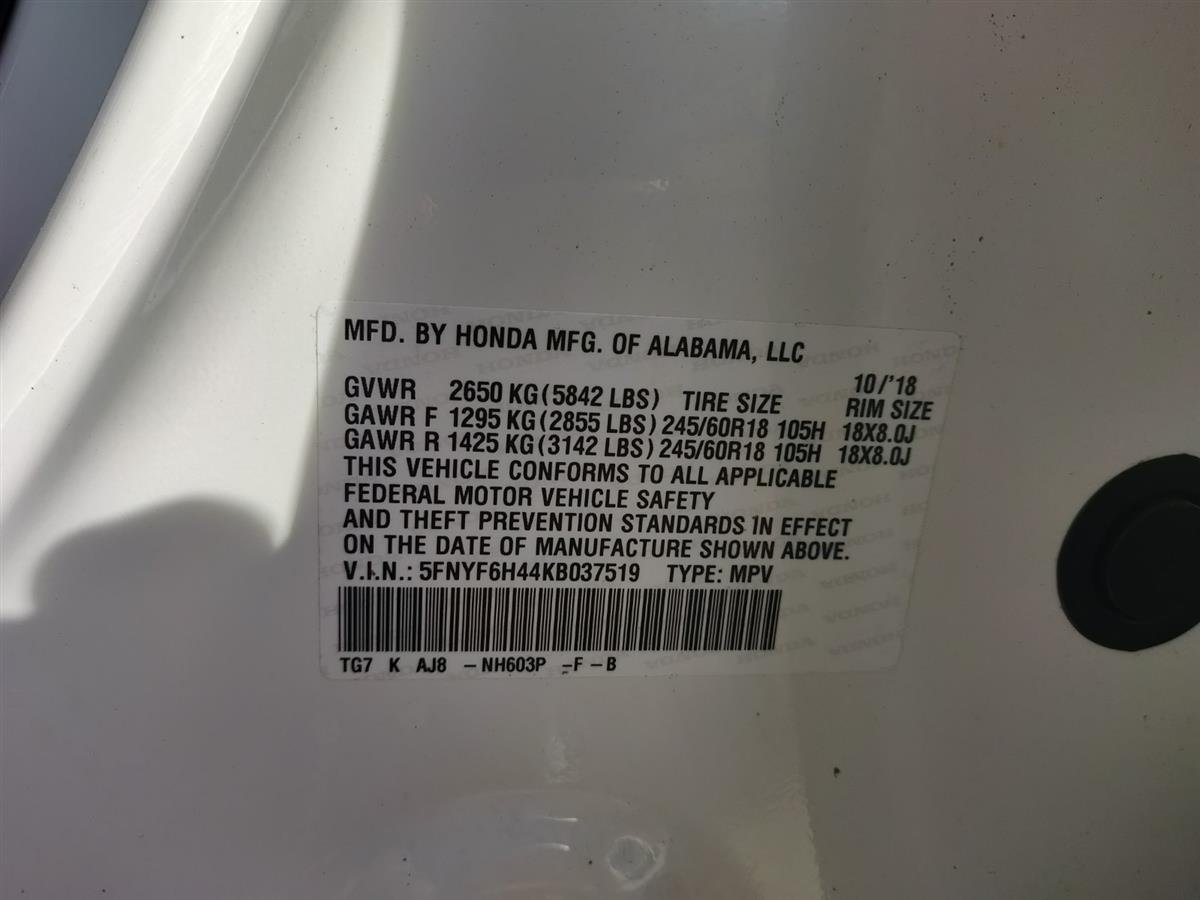 MFD. BY HONDA MFG. OF ALABAMA, LLC
10/'18
GVWR 2650 KG(5842 LBS) TIRE SIZE RIM SIZE
GAWR F 1295 KG(2855 LBS) 245/60R18 105H 18X8.0J
GAWR R 1425 KG(3142 LBS) 245/60R18 105H 18X8.0J
THIS VEHICLE CONFORMS TO ALL APPLICABLE
FEDERAL MOTOR VEHICLE SAFETY
AND THEFT PREVENTION STANDARDS IN EFFECT
ON THE DATE OF MANUFACTURE SHOWN ABOVE.
V.I.N.: 5FNYF6H44KB037519 TYPE: MPV
TG7 K AJ8 -NH603P -F-B